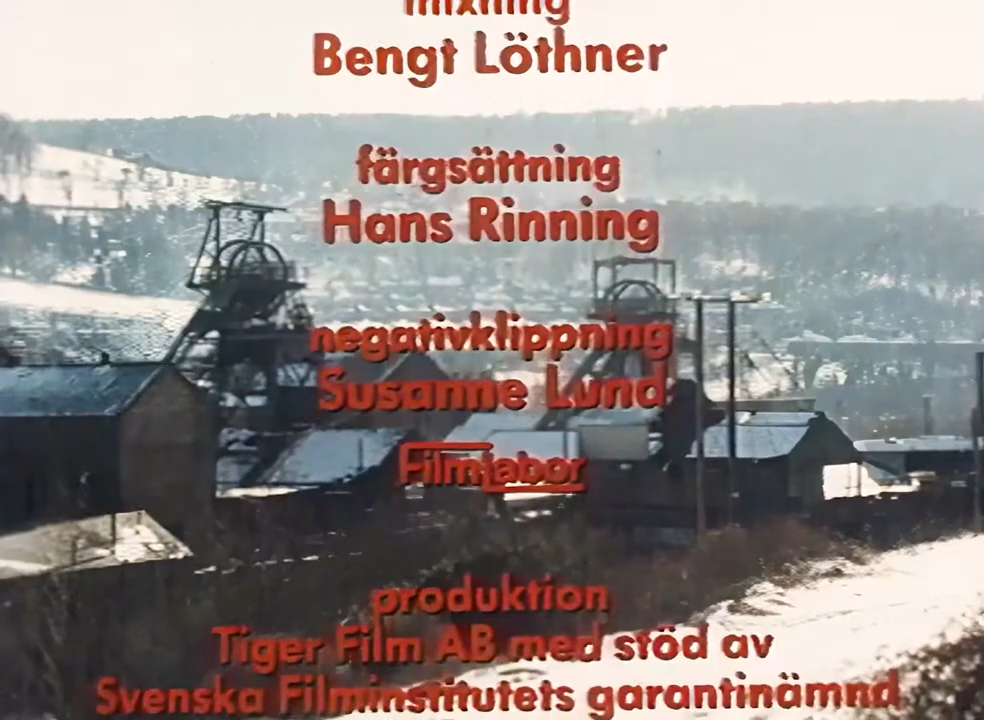 mixning
Bengt Löthner
färgsättning
Hans Rinning
negativklippning
Susanne Lund
FilmLabor
produktion
Tiger Film AB med stöd av
Svenska Filminstitutets garantinämnd